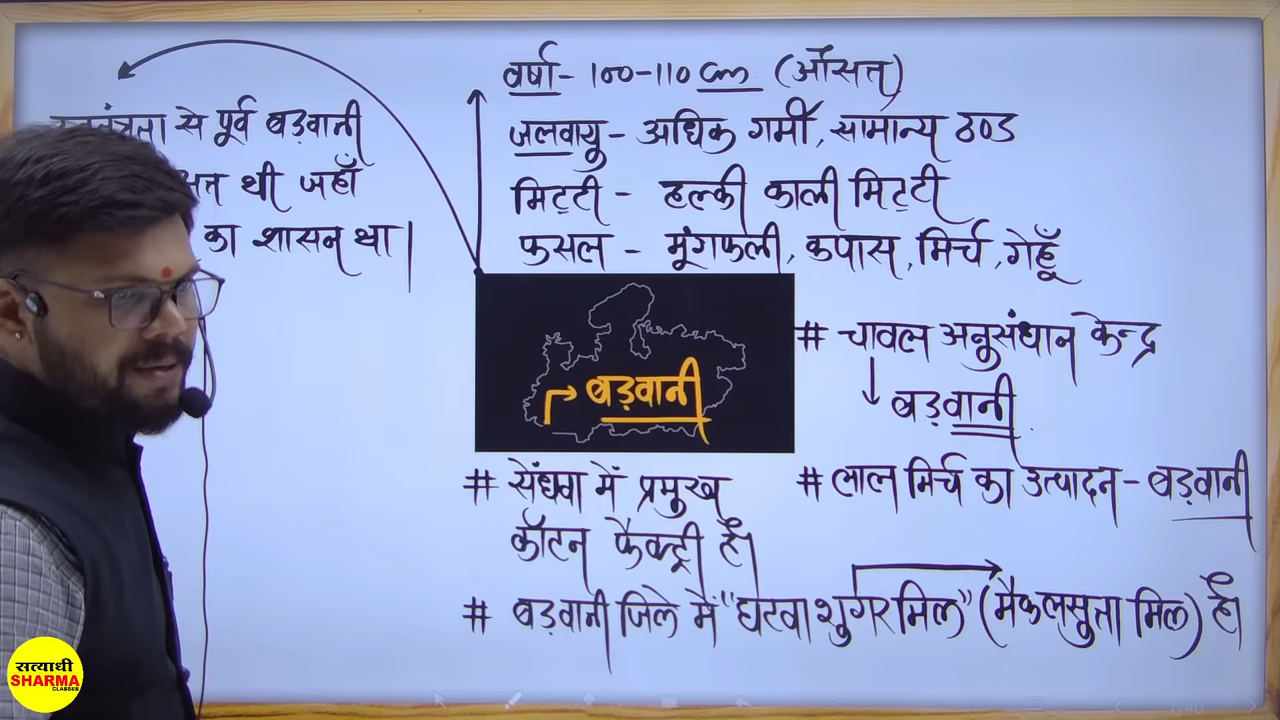 से पूर्व बड़वानी
थी जहाँ
का शासन था।
वर्षा - 100-110 cm (औसत)
जलवायु - अधिक गर्मी, सामान्य ठण्ड
मिट्टी - हल्की काली मिट्टी
फसल - मूंगफली, कपास, मिर्च, गेहूँ
बड़वानी
# चावल अनुसंधान केन्द्र
बड़वानी
# सेंधवा में प्रमुख
कॉटन फैक्ट्री है।
# लाल मिर्च का उत्पादन - बड़वानी
# बड़वानी जिले में "घटवा शुगर मिल" (मैकलसुता मिल) है।
सत्याधी
SHARMA
CLASSES